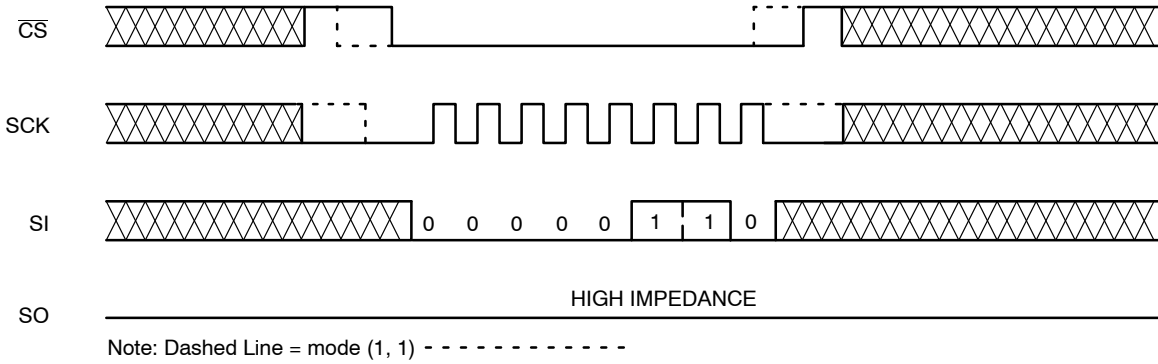 C̅S̅
SCK
SI
0 0 0 0 0 1 1 0
HIGH IMPEDANCE
SO
Note: Dashed Line = mode (1, 1)